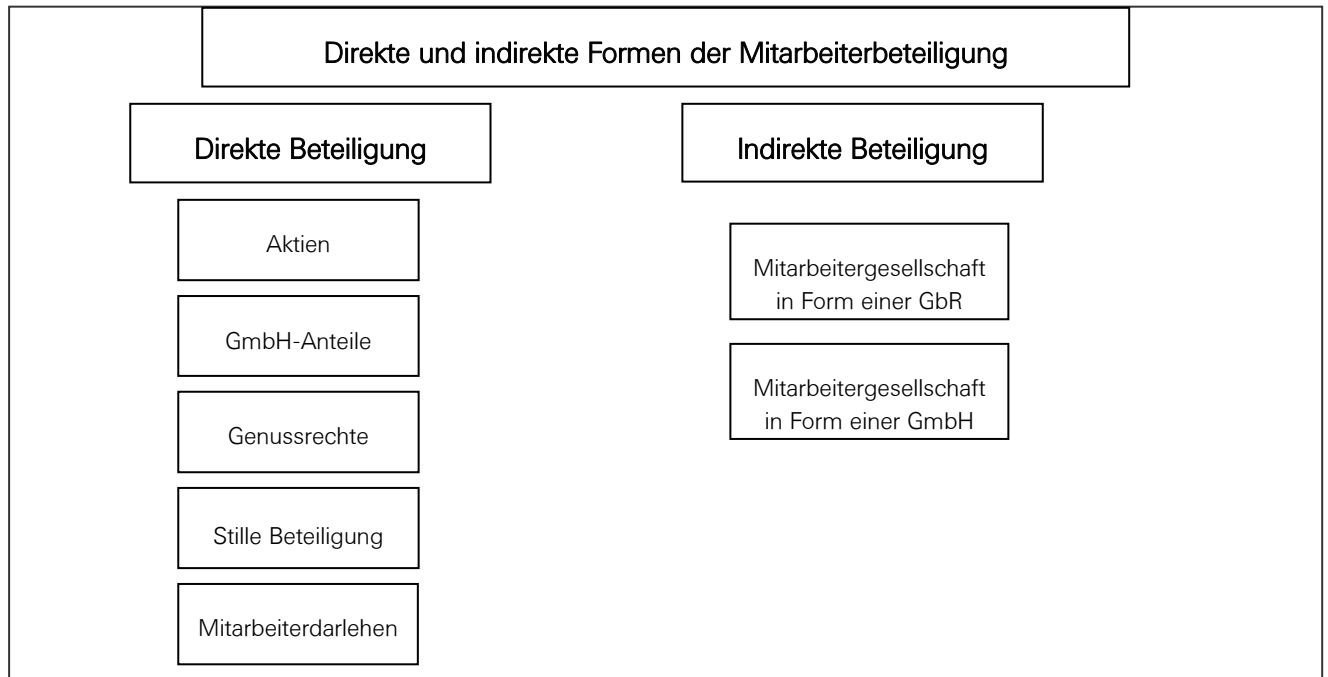 Direkte und indirekte Formen der Mitarbeiterbeteiligung
Direkte Beteiligung
Aktien
GmbH-Anteile
Genussrechte
Stille Beteiligung
Mitarbeiterdarlehen
Indirekte Beteiligung
Mitarbeitergesellschaft
in Form einer GbR
Mitarbeitergesellschaft
in Form einer GmbH